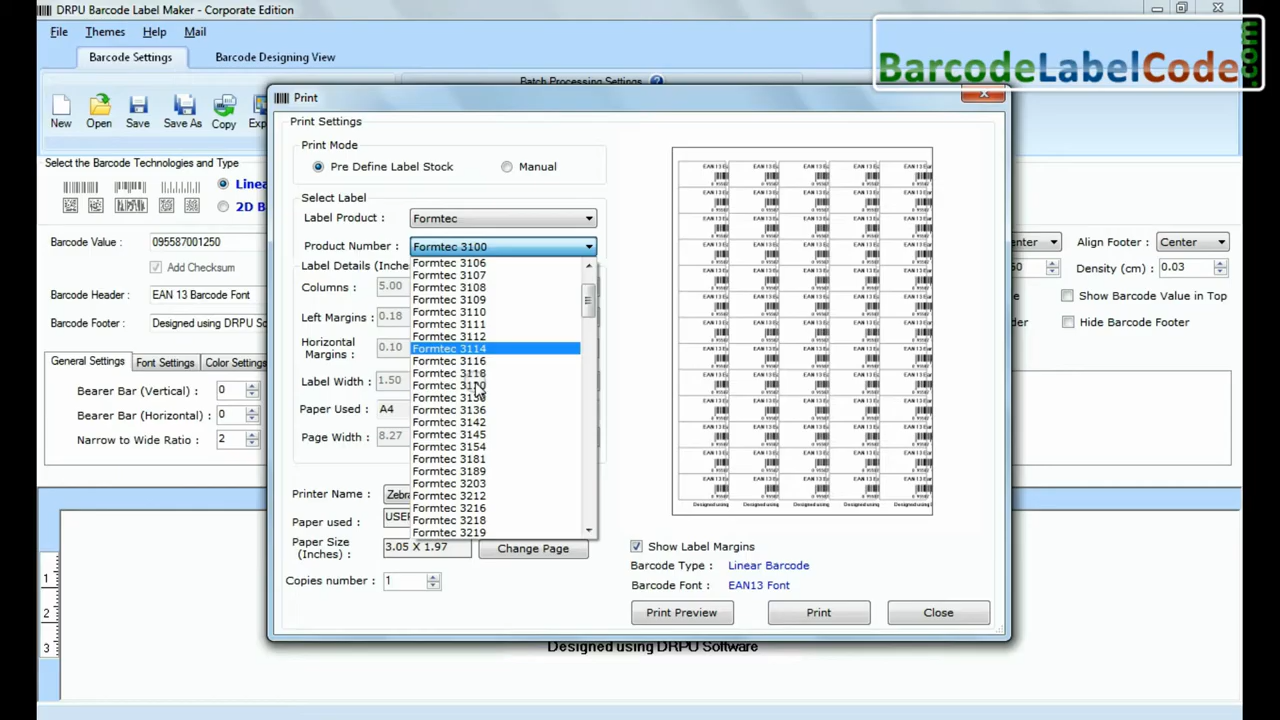 DRPU Barcode Label Maker - Corporate Edition
File Themes Help Mail
BarcodeLabelCode.com
Barcode Settings Barcode Designing View
Batch Processing Settings
New Open Save Save As Copy
Select the Barcode Technologies and Type
Barcode Value : 095587001250
Add Checksum
Barcode Header : EAN 13 Barcode Font
Barcode Footer :
General Settings Font Settings Color Settings
Bearer Bar (Vertical) : 0
Bearer Bar (Horizontal) : 0
Narrow to Wide Ratio : 2
Print
Print Settings
Print Mode
Pre Define Label Stock Manual
Select Label
Label Product : Formtec
Product Number : Formtec 3100
Formtec 3106
Formtec 3107
Formtec 3108
Formtec 3109
Formtec 3110
Formtec 3111
Formtec 3112
Formtec 3114
Formtec 3116
Formtec 3118
Formtec
Formtec
Formtec 3136
Formtec 3142
Formtec 3145
Formtec 3154
Formtec 3181
Formtec 3189
Formtec 3203
Formtec 3212
Formtec 3216
Formtec 3218
Formtec 3219
Columns : 5.00
Left Margins : 0.18
Horizontal
Margins : 0.10
Label Width : 1.50
Paper Used : A4
Page Width : 8.27
Printer Name :
Paper used :
Paper Size
(Inches) : 3.05 X 1.97 Change Page
Copies number : 1
Show Label Margins
Barcode Type : Linear Barcode
Barcode Font : EAN13 Font
Print Preview Print Close
Align Footer : Center
Density (cm) : 0.03
Show Barcode Value in Top
Hide Barcode Footer
1
2
3
Designed using DRPU Software